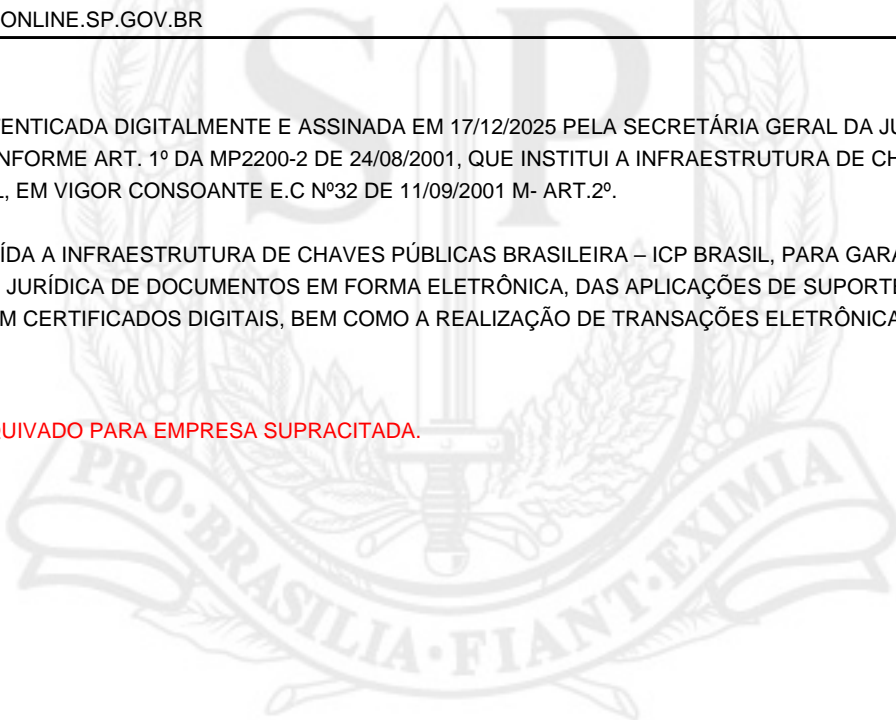 ONLINE.SP.GOV.BR
ENTICADA DIGITALMENTE E ASSINADA EM 17/12/2025 PELA SECRETÁRIA GERAL DA JU
NFORME ART. 1º DA MP2200-2 DE 24/08/2001, QUE INSTITUI A INFRAESTRUTURA DE CH
L, EM VIGOR CONSOANTE E.C Nº32 DE 11/09/2001 M- ART.2º.
ÍDA A INFRAESTRUTURA DE CHAVES PÚBLICAS BRASILEIRA – ICP BRASIL, PARA GARA
JURÍDICA DE DOCUMENTOS EM FORMA ELETRÔNICA, DAS APLICAÇÕES DE SUPORTE
M CERTIFICADOS DIGITAIS, BEM COMO A REALIZAÇÃO DE TRANSAÇÕES ELETRÔNICA
QUIVADO PARA EMPRESA SUPRACITADA.
SP
PRO·BRASILIA·FIANT·EXIMIA